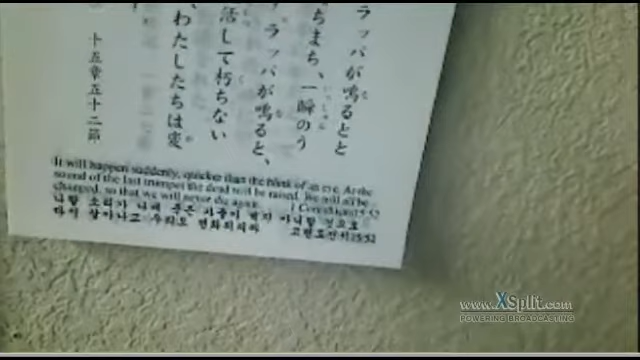 ラッパが鳴るとと
ちまち、一瞬のう
ラッパが鳴ると、
活して朽ちない
、わたしたちは変
十五章五十二節
It will happen suddenly, quicker than the blink of an eye. At the
sound of the last trumpet the dead will be raised. We will all be
changed, so that we will never die again. I Corinthians 15:52
나팔 소리가 나매 죽은 자들이 썩지 아니할 것으로
다시 살아나고 우리도 변화되리라 고린도전서 15:52
www.XSplit.com
POWERING BROADCASTING